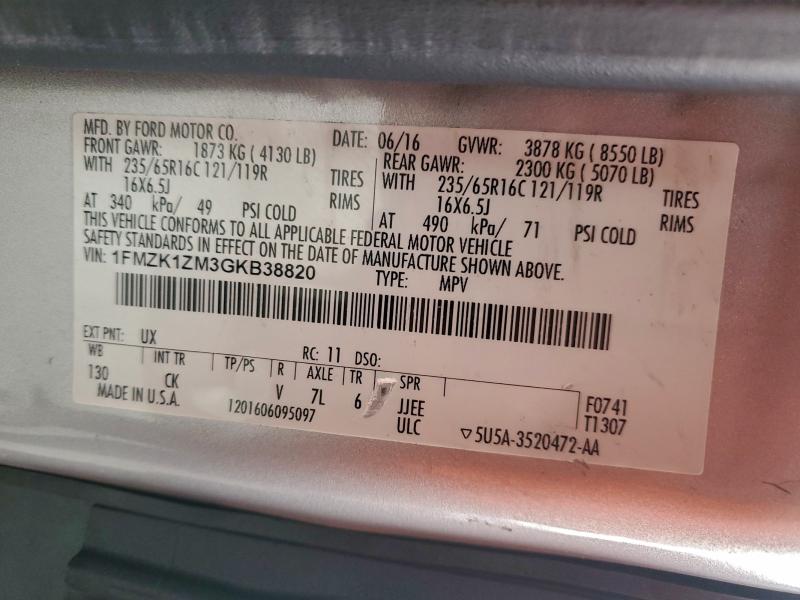 MFD. BY FORD MOTOR CO. DATE: 06/16 GVWR: 3878 KG ( 8550 LB)
FRONT GAWR: 1873 KG ( 4130 LB) REAR GAWR: 2300 KG ( 5070 LB)
WITH 235/65R16C 121/119R TIRES WITH 235/65R16C 121/119R TIRES
16X6.5J RIMS 16X6.5J RIMS
AT 340 kPa/ 49 PSI COLD AT 490 kPa/ 71 PSI COLD
THIS VEHICLE CONFORMS TO ALL APPLICABLE FEDERAL MOTOR VEHICLE
SAFETY STANDARDS IN EFFECT ON THE DATE OF MANUFACTURE SHOWN ABOVE.
VIN: 1FMZK1ZM3GKB38820 TYPE: MPV
EXT PNT: UX RC: 11 DSO:
WB INT TR TP/PS R AXLE TR SPR
130 CK V 7L 6 JJEE F0741
MADE IN U.S.A. 1201606095097 ULC T1307
▽5U5A-3520472-AA